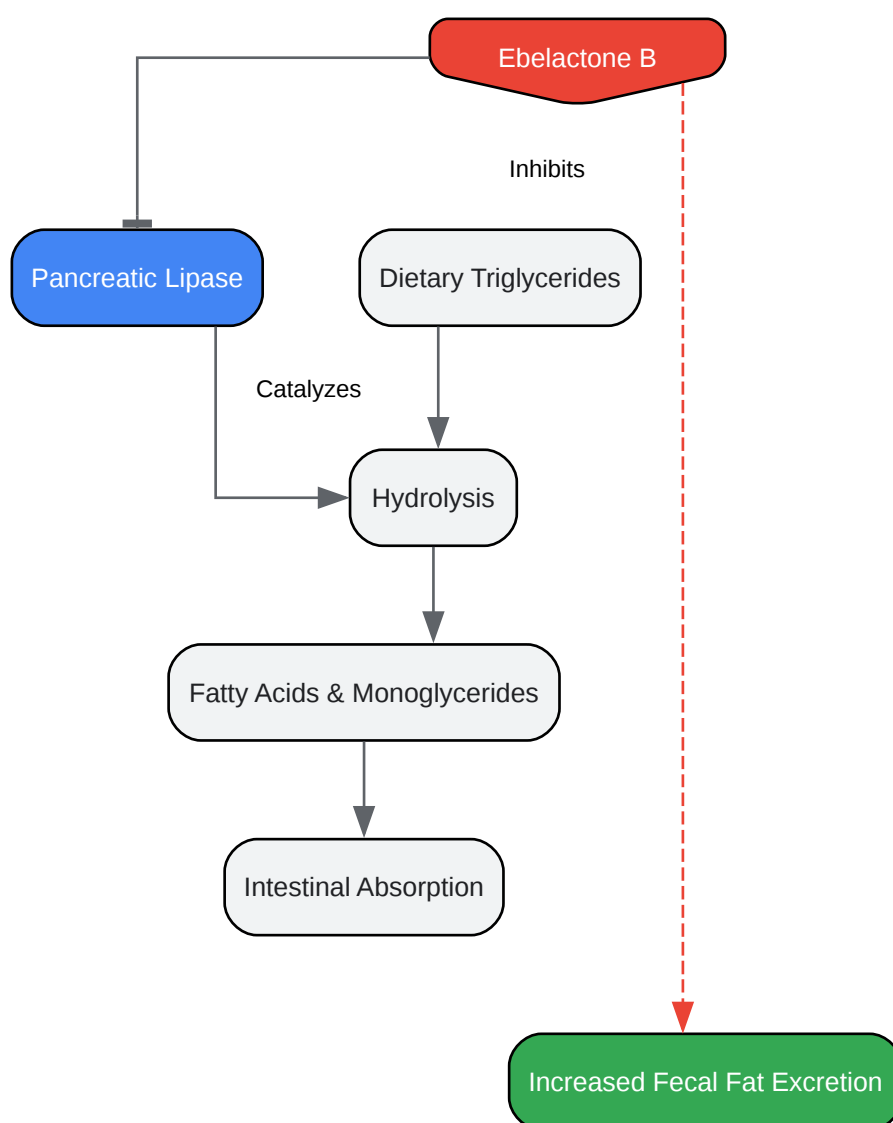 Ebelactone B
Inhibits
Pancreatic Lipase
Dietary Triglycerides
Catalyzes
Hydrolysis
Fatty Acids & Monoglycerides
Intestinal Absorption
Increased Fecal Fat Excretion